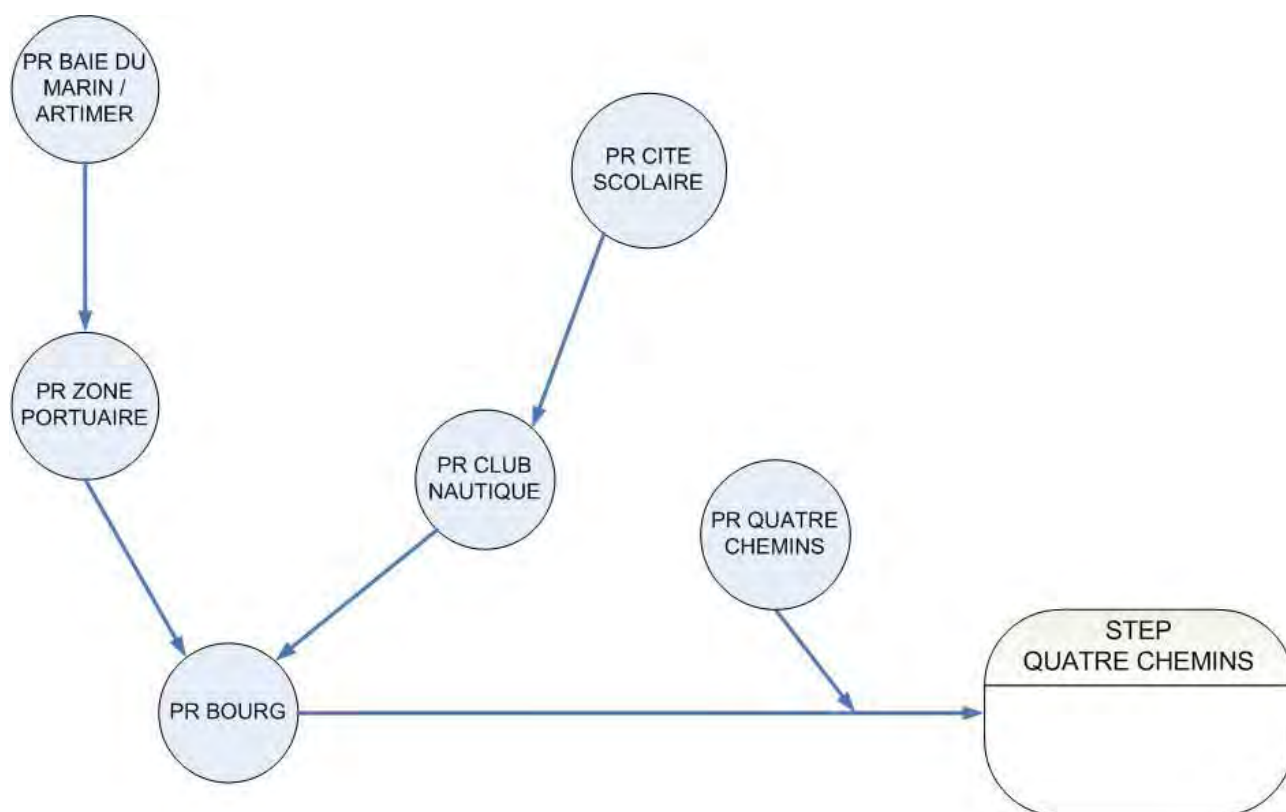 PR BAIE DU
MARIN /
ARTIMER
PR CITE
SCOLAIRE
PR ZONE
PORTUAIRE
PR CLUB
NAUTIQUE
PR QUATRE
CHEMINS
STEP
QUATRE CHEMINS
PR BOURG